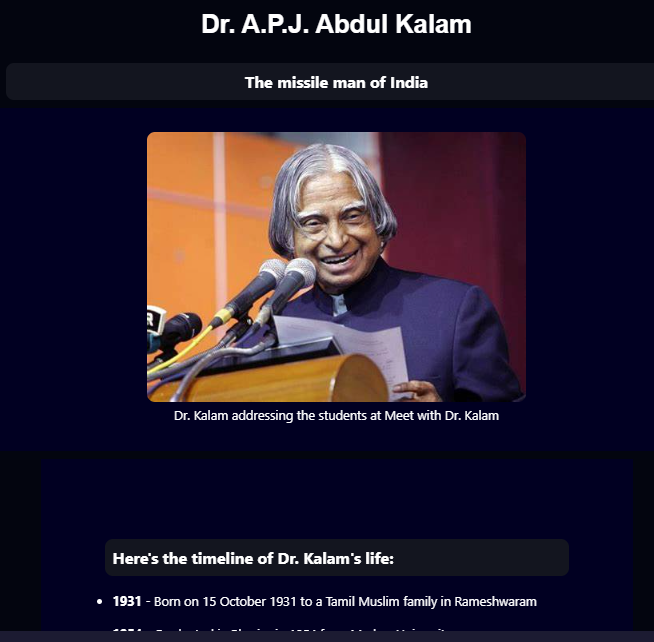 Dr. A.P.J. Abdul Kalam
The missile man of India
R
Dr. Kalam addressing the students at Meet with Dr. Kalam
Here's the timeline of Dr. Kalam's life:
1931 - Born on 15 October 1931 to a Tamil Muslim family in Rameshwaram